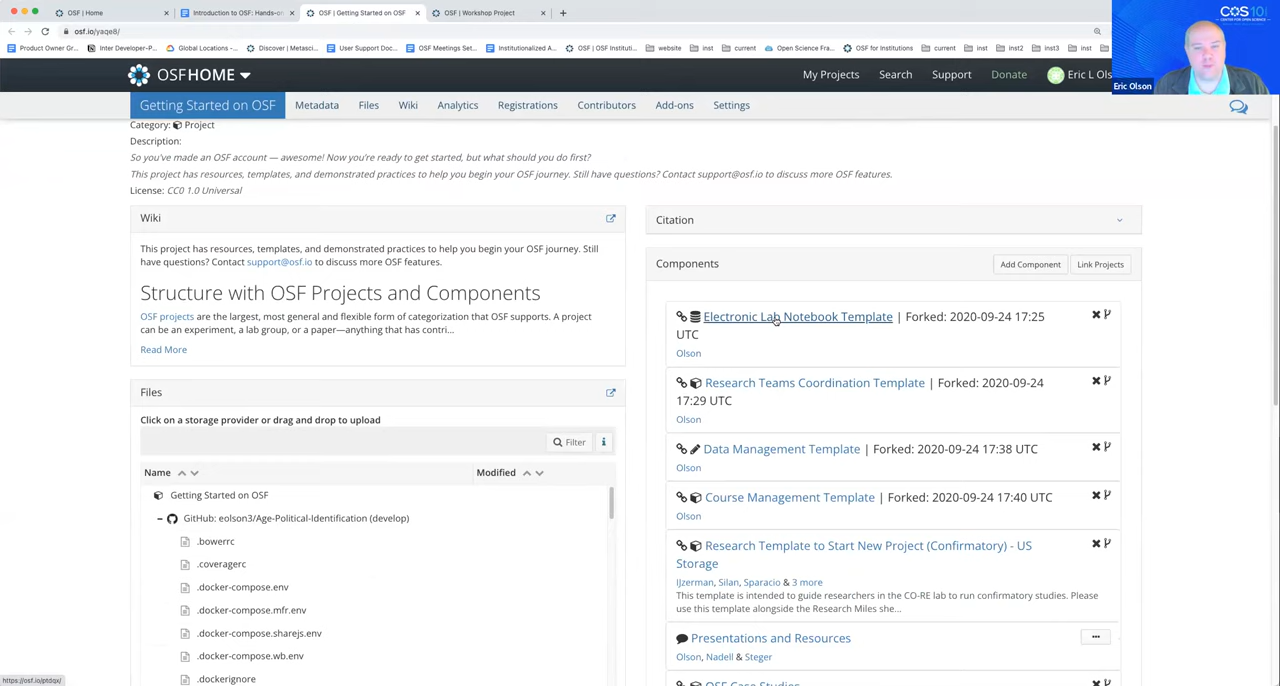 OSF | Home
Introduction to OSF: Hands-o
OSF | Getting Started on OSF
OSF | Workshop Project
osf.io/yaqe8/
Product Owner Gr...
Inter Developer-P...
Global Locations -...
Discover | Metasci...
User Support Doc...
OSF Meetings Set...
Institutionalized A...
OSF | OSF Instituti...
website
inst
current
Open Science Fra...
OSF for Institutions
current
inst
inst2
inst3
inst
COS10
CENTER FOR OPEN SCIENCE
Eric Olson
OSFHOME
My Projects
Search
Support
Donate
Eric L Ols
Getting Started on OSF
Metadata
Files
Wiki
Analytics
Registrations
Contributors
Add-ons
Settings
Category: Project
Description:
So you've made an OSF account — awesome! Now you're ready to get started, but what should you do first?
This project has resources, templates, and demonstrated practices to help you begin your OSF journey. Still have questions? Contact support@osf.io to discuss more OSF features.
License: CC0 1.0 Universal
Wiki
This project has resources, templates, and demonstrated practices to help you begin your OSF journey. Still
have questions? Contact support@osf.io to discuss more OSF features.
Structure with OSF Projects and Components
OSF projects are the largest, most general and flexible form of categorization that OSF supports. A project
can be an experiment, a lab group, or a paper—anything that has contri...
Read More
Files
Click on a storage provider or drag and drop to upload
Filter
Name
Modified
Getting Started on OSF
GitHub: eolson3/Age-Political-Identification (develop)
.bowerrc
.coveragerc
.docker-compose.env
.docker-compose.mfr.env
.docker-compose.sharejs.env
.docker-compose.wb.env
.dockerignore
Citation
Components
Add Component
Link Projects
Electronic Lab Notebook Template | Forked: 2020-09-24 17:25
UTC
Olson
Research Teams Coordination Template | Forked: 2020-09-24
17:29 UTC
Olson
Data Management Template | Forked: 2020-09-24 17:38 UTC
Olson
Course Management Template | Forked: 2020-09-24 17:40 UTC
Olson
Research Template to Start New Project (Confirmatory) - US
Storage
IJzerman, Silan, Sparacio & 3 more
This template is intended to guide researchers in the CO-RE lab to run confirmatory studies. Please
use this template alongside the Research Miles she...
Presentations and Resources
Olson, Nadell & Steger
OSF Case Studies
https://osf.io/ptdqx/